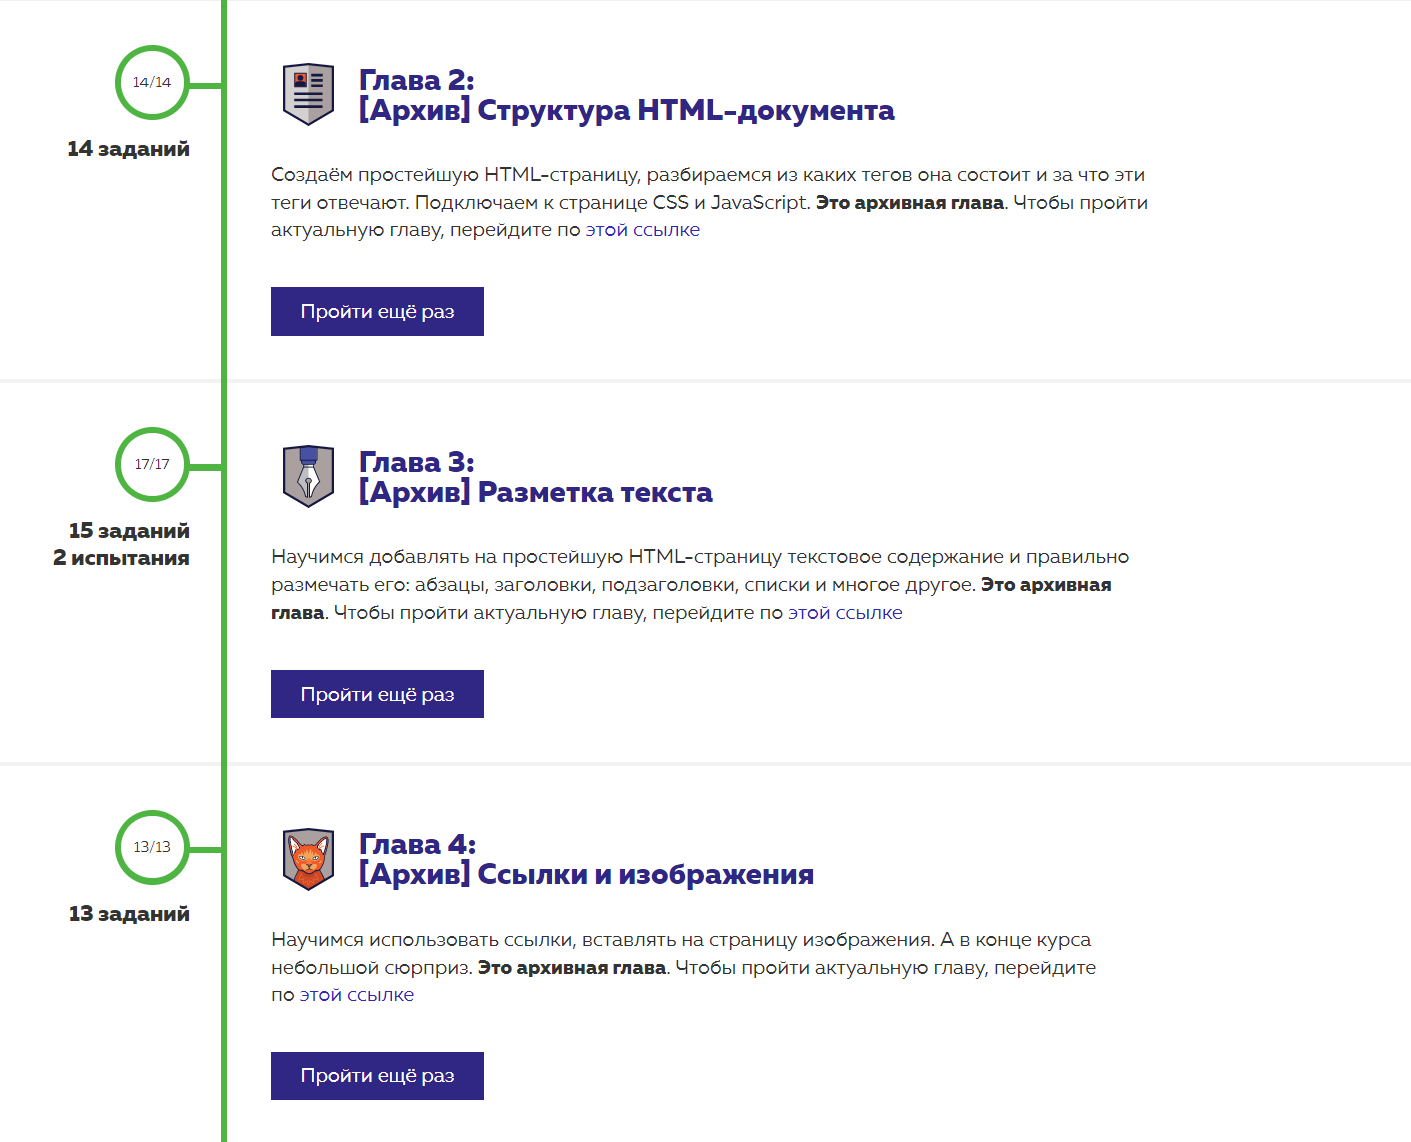 14/14
14 заданий
Глава 2:
[Архив] Структура HTML-документа
Создаём простейшую HTML-страницу, разбираемся из каких тегов она состоит и за что эти
теги отвечают. Подключаем к странице CSS и JavaScript. Это архивная глава. Чтобы пройти
актуальную главу, перейдите по этой ссылке
Пройти ещё раз
17/17
15 заданий
2 испытания
Глава 3:
[Архив] Разметка текста
Научимся добавлять на простейшую HTML-страницу текстовое содержание и правильно
размечать его: абзацы, заголовки, подзаголовки, списки и многое другое. Это архивная
глава. Чтобы пройти актуальную главу, перейдите по этой ссылке
Пройти ещё раз
13/13
13 заданий
Глава 4:
[Архив] Ссылки и изображения
Научимся использовать ссылки, вставлять на страницу изображения. А в конце курса
небольшой сюрприз. Это архивная глава. Чтобы пройти актуальную главу, перейдите
по этой ссылке
Пройти ещё раз